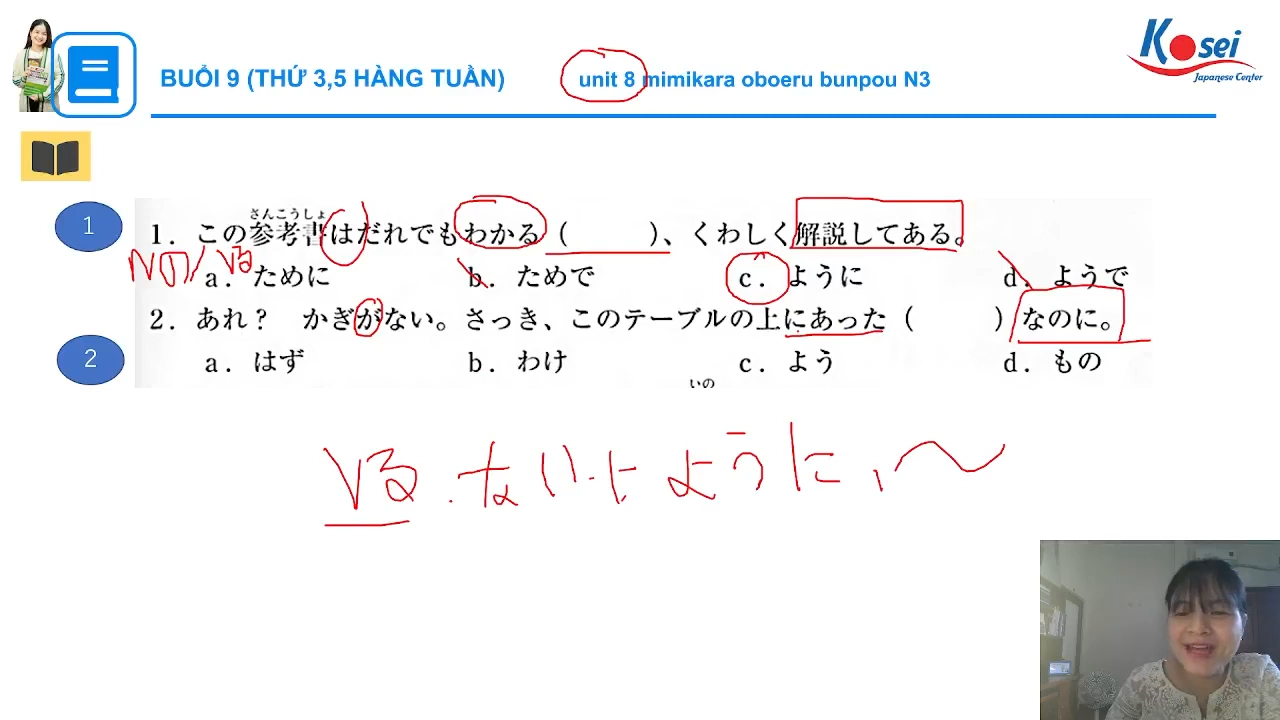 Kosei
Japanese Center
BUỔI 9 (THỨ 3,5 HÀNG TUẦN)
unit 8 mimikara oboeru bunpou N3
1
さんこうしょ
1. この参考書はだれでもわかる（　　　）、くわしく解説してある。
N の / Vる
a. ために b. ためで c. ように d. ようで
2
2. あれ？　かぎがない。さっき、このテーブルの上にあった（　　　）なのに。
a. はず b. わけ c. よう d. もの
いの
Vる . ない + ように、～